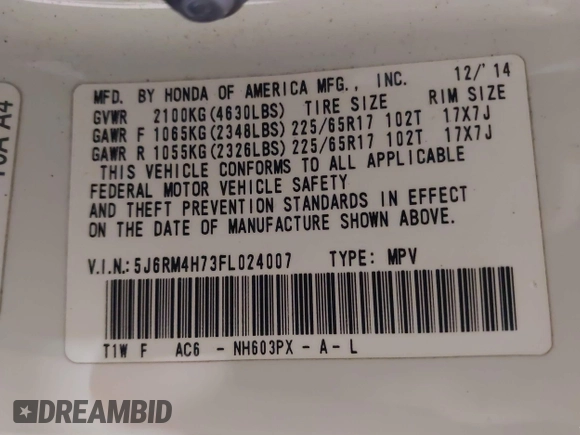 MFD. BY HONDA OF AMERICA MFG., INC. 12/'14
GVWR 2100KG(4630LBS) TIRE SIZE RIM SIZE
GAWR F 1065KG(2348LBS) 225/65R17 102T 17X7J
GAWR R 1055KG(2326LBS) 225/65R17 102T 17X7J
THIS VEHICLE CONFORMS TO ALL APPLICABLE
FEDERAL MOTOR VEHICLE SAFETY
AND THEFT PREVENTION STANDARDS IN EFFECT
ON THE DATE OF MANUFACTURE SHOWN ABOVE.
V.I.N.: 5J6RM4H73FL024007 TYPE: MPV
T1W F AC6 - NH603PX - A - L
DREAMBID